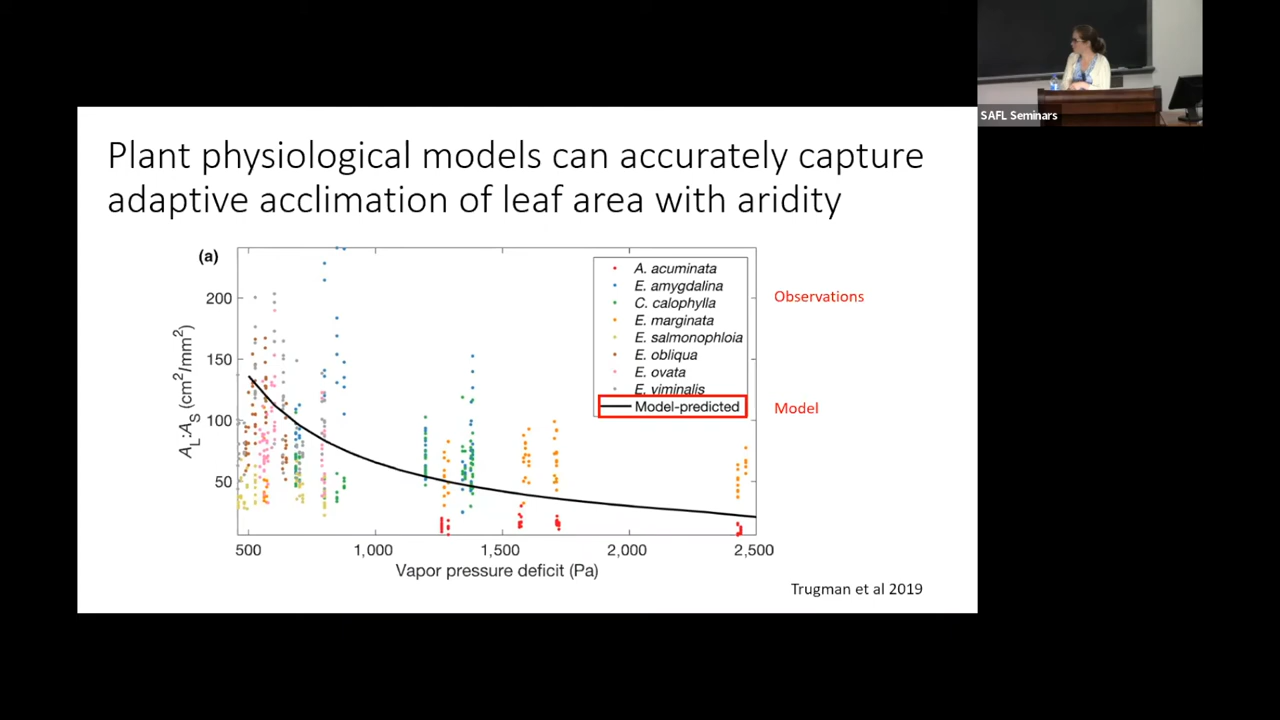 SAFL Seminars
Plant physiological models can accurately capture
adaptive acclimation of leaf area with aridity
(a)
200
150
100
50
A_L:A_S (cm²/mm²)
A. acuminata
E. amygdalina
C. calophylla
E. marginata
E. salmonophloia
E. obliqua
E. ovata
E. viminalis
Model-predicted
Observations
Model
500
1,000
1,500
2,000
2,500
Vapor pressure deficit (Pa)
Trugman et al 2019